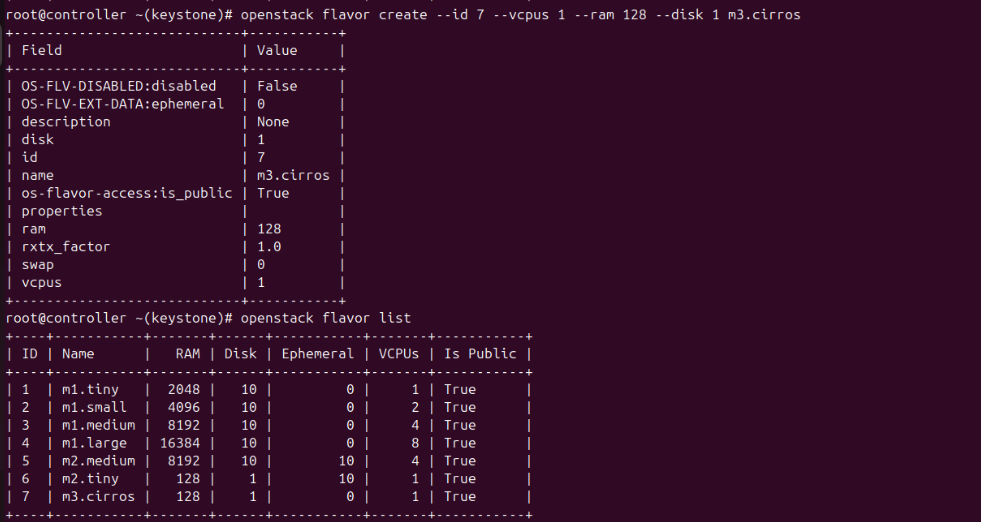 root@controller ~(keystone)# openstack flavor create --id 7 --vcpus 1 --ram 128 --disk 1 m3.cirros
+----------------------------+-----------+
| Field                      | Value     |
+----------------------------+-----------+
| OS-FLV-DISABLED:disabled   | False     |
| OS-FLV-EXT-DATA:ephemeral  | 0         |
| description                | None      |
| disk                       | 1         |
| id                         | 7         |
| name                       | m3.cirros |
| os-flavor-access:is_public | True      |
| properties                 |           |
| ram                        | 128       |
| rxtx_factor                | 1.0       |
| swap                       | 0         |
| vcpus                      | 1         |
+----------------------------+-----------+
root@controller ~(keystone)# openstack flavor list
+----+-----------+-------+------+-----------+-------+-----------+
| ID | Name      |   RAM | Disk | Ephemeral | VCPUs | Is Public |
+----+-----------+-------+------+-----------+-------+-----------+
| 1  | m1.tiny   |  2048 |   10 |         0 |     1 | True      |
| 2  | m1.small  |  4096 |   10 |         0 |     2 | True      |
| 3  | m1.medium |  8192 |   10 |         0 |     4 | True      |
| 4  | m1.large  | 16384 |   10 |         0 |     8 | True      |
| 5  | m2.medium |  8192 |   10 |        10 |     4 | True      |
| 6  | m2.tiny   |   128 |    1 |        10 |     1 | True      |
| 7  | m3.cirros |   128 |    1 |         0 |     1 | True      |
+----+-----------+-------+------+-----------+-------+-----------+